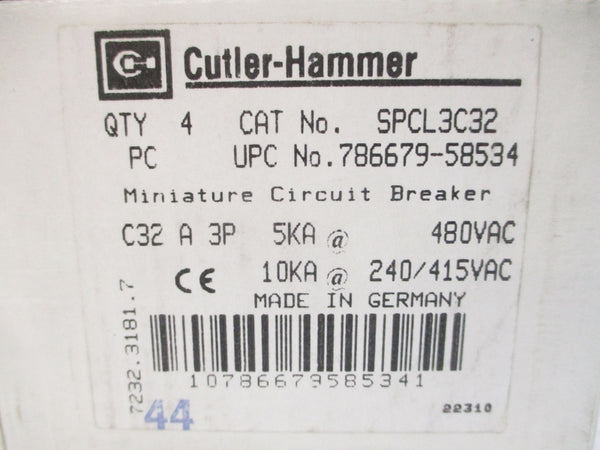 Cutler-Hammer
QTY 4 CAT No. SPCL3C32
PC UPC No.786679-58534
Miniature Circuit Breaker
C32 A 3P 5KA @ 480VAC
CE 10KA @ 240/415VAC
MADE IN GERMANY
7232.3181.7
10786679585341
44
22310